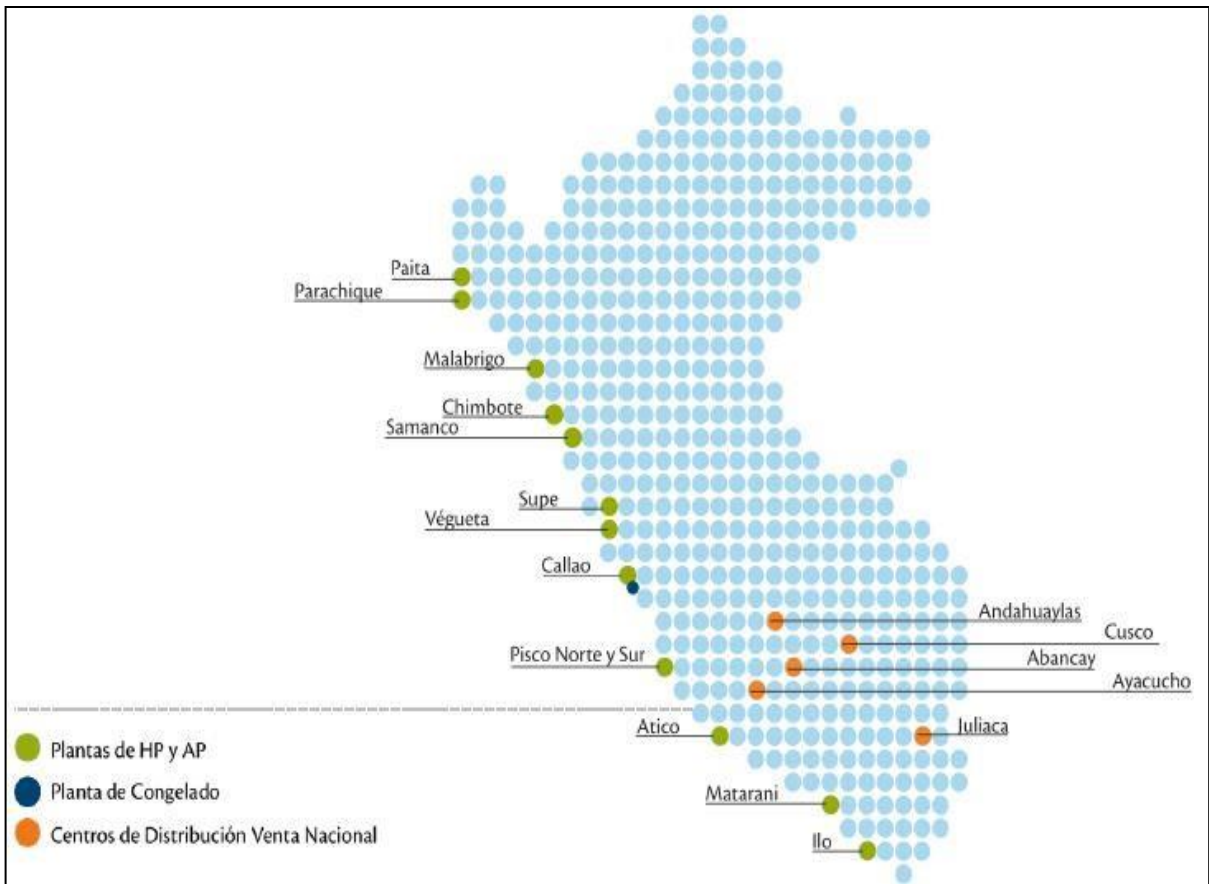 Paita
Parachique
Malabrigo
Chimbote
Samanco
Supe
Végueta
Callao
Andahuaylas
Cusco
Pisco Norte y Sur
Abancay
Ayacucho
Atico
Juliaca
Plantas de HP y AP
Planta de Congelado
Matarani
Centros de Distribución Venta Nacional
Ilo